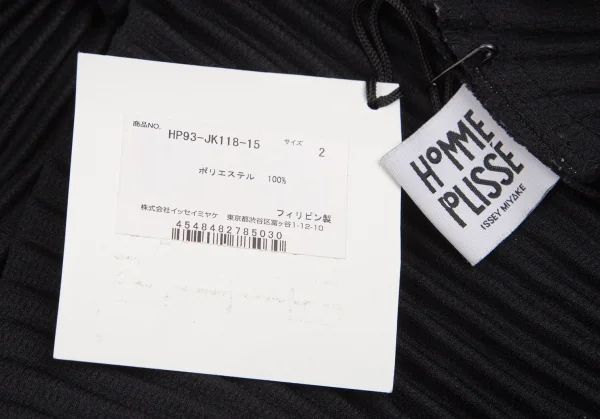 商品NO. HP93-JK118-15 サイズ 2
ポリエステル 100%
株式会社イッセイミヤケ 東京都渋谷区富ヶ谷1-12-10 フィリピン製
4548482785030
HOMME
PLISSÉ
ISSEY MIYAKE